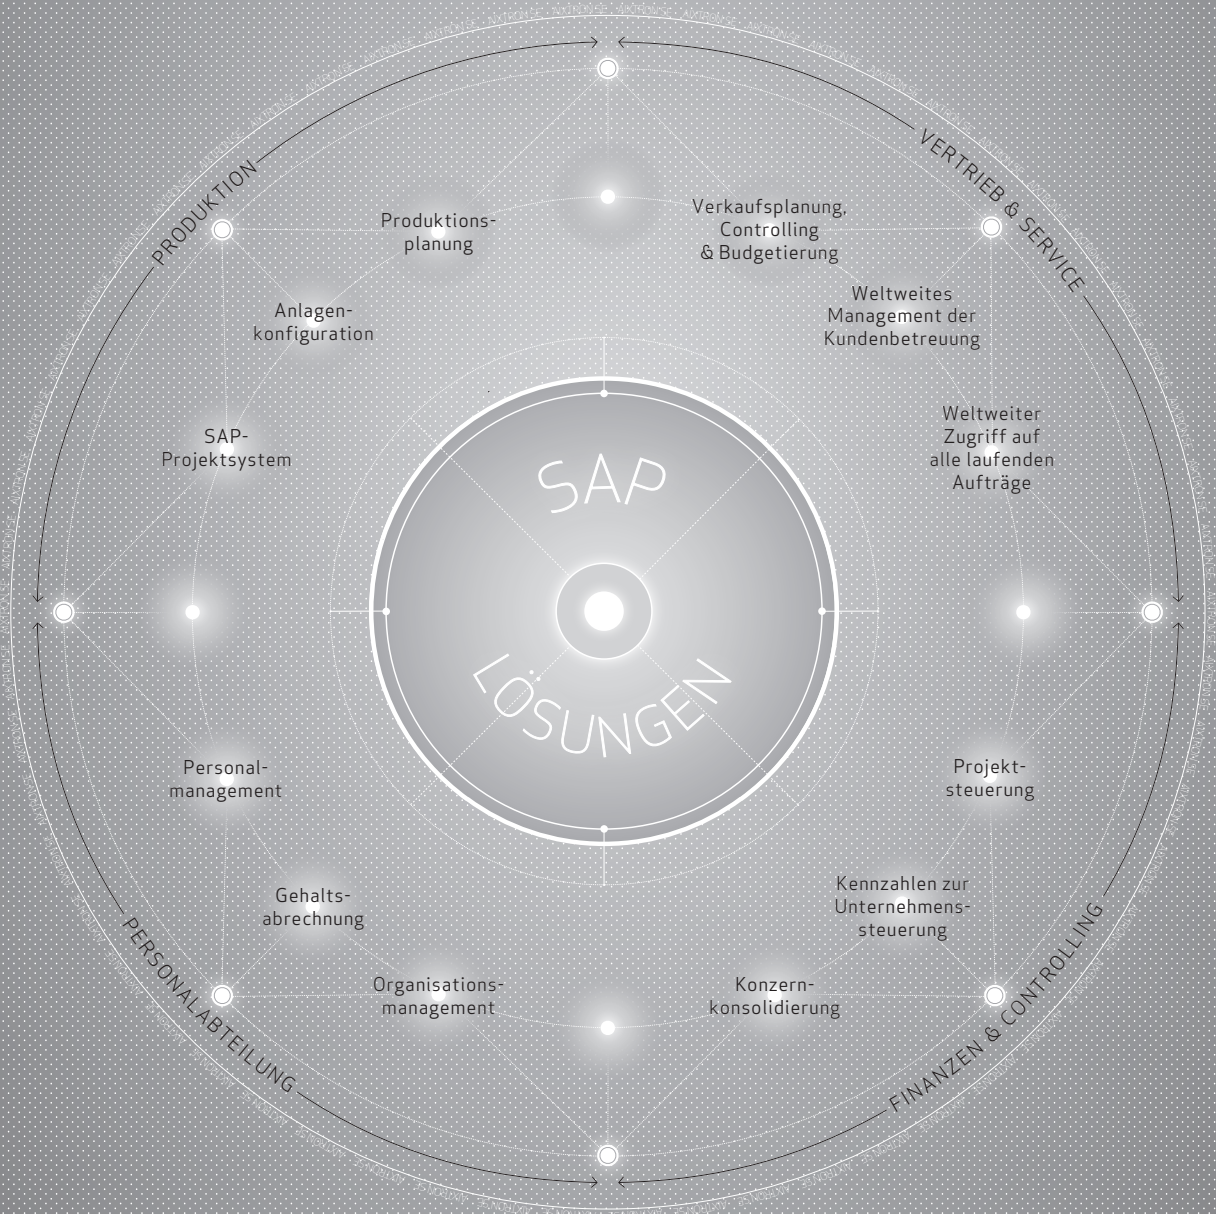 PRODUKTION
VERTRIEB & SERVICE
Produktions-
planung
Verkaufsplanung,
Controlling
& Budgetierung
Anlagen-
konfiguration
Weltweites
Management der
Kundenbetreuung
SAP-
Projektsystem
Weltweiter
Zugriff auf
alle laufenden
Aufträge
SAP
LÖSUNGEN
Personal-
management
Projekt-
steuerung
Gehalts-
abrechnung
Kennzahlen zur
Unternehmens-
steuerung
Organisations-
management
Konzern-
konsolidierung
PERSONALABTEILUNG
FINANZEN & CONTROLLING